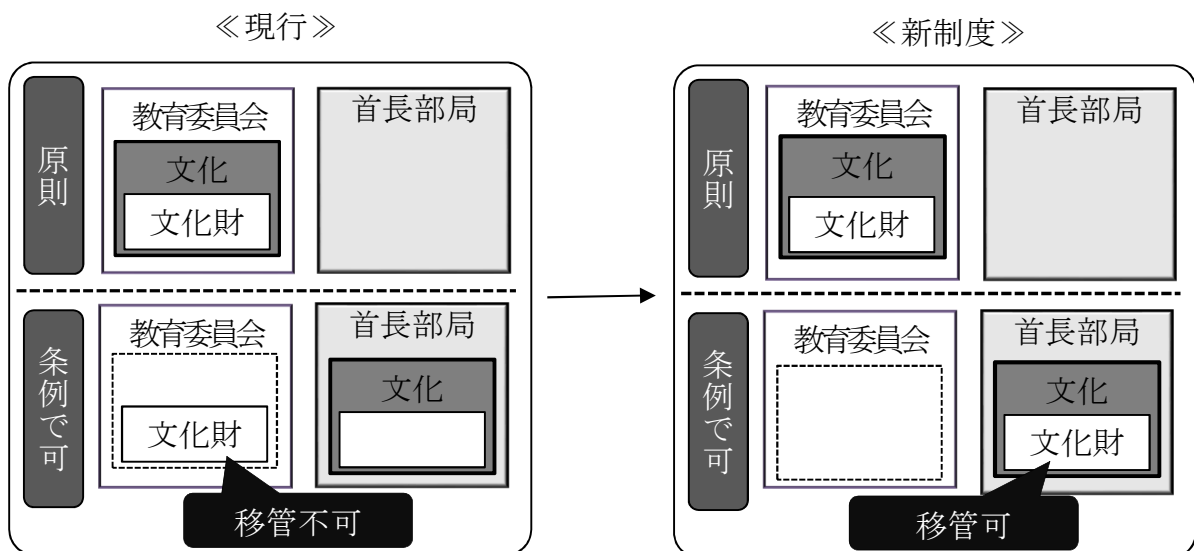 ≪現行≫
原則
教育委員会
文化
文化財
首長部局
条例で可
教育委員会
文化財
首長部局
文化
移管不可
≪新制度≫
原則
教育委員会
文化
文化財
首長部局
条例で可
教育委員会
首長部局
文化
文化財
移管可